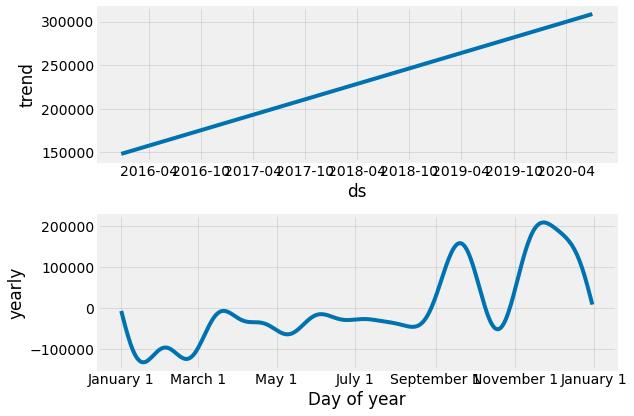 300000
250000
200000
150000
trend
2016-04 2016-10 2017-04 2017-10 2018-04 2018-10 2019-04 2019-10 2020-04
ds
200000
100000
0
−100000
yearly
January 1 March 1 May 1 July 1 September 1 November 1 January 1
Day of year